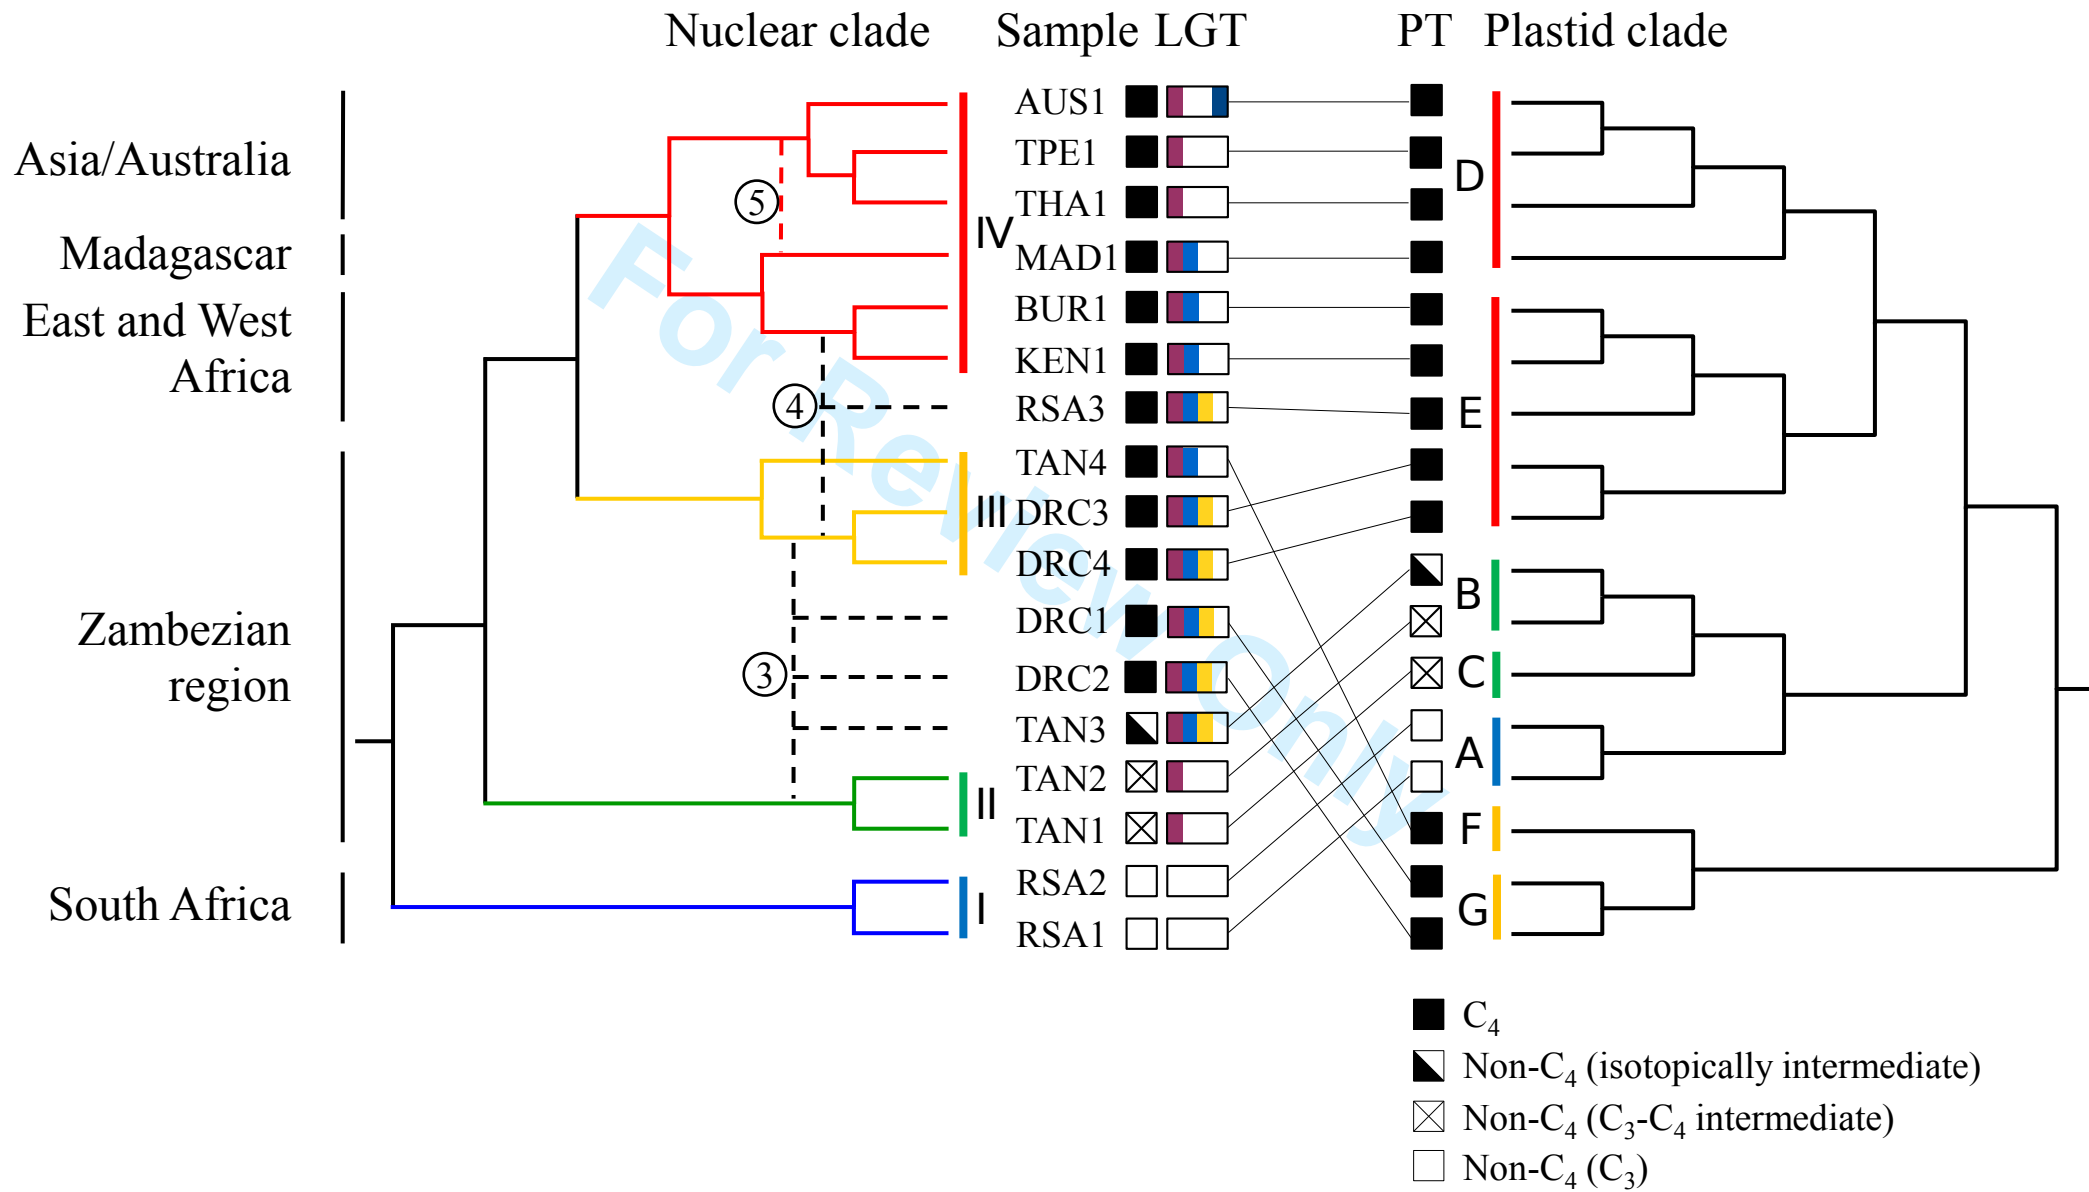 Nuclear clade Sample LGT PT Plastid clade
Asia/Australia
Madagascar
East and West
Africa
Zambezian
region
South Africa
5
4
3
IV
III
II
I
AUS1
TPE1
THA1
MAD1
BUR1
KEN1
RSA3
TAN4
DRC3
DRC4
DRC1
DRC2
TAN3
TAN2
TAN1
RSA2
RSA1
D
E
B
C
A
F
G
C4
Non-C4 (isotopically intermediate)
Non-C4 (C3-C4 intermediate)
Non-C4 (C3)
For Review Only